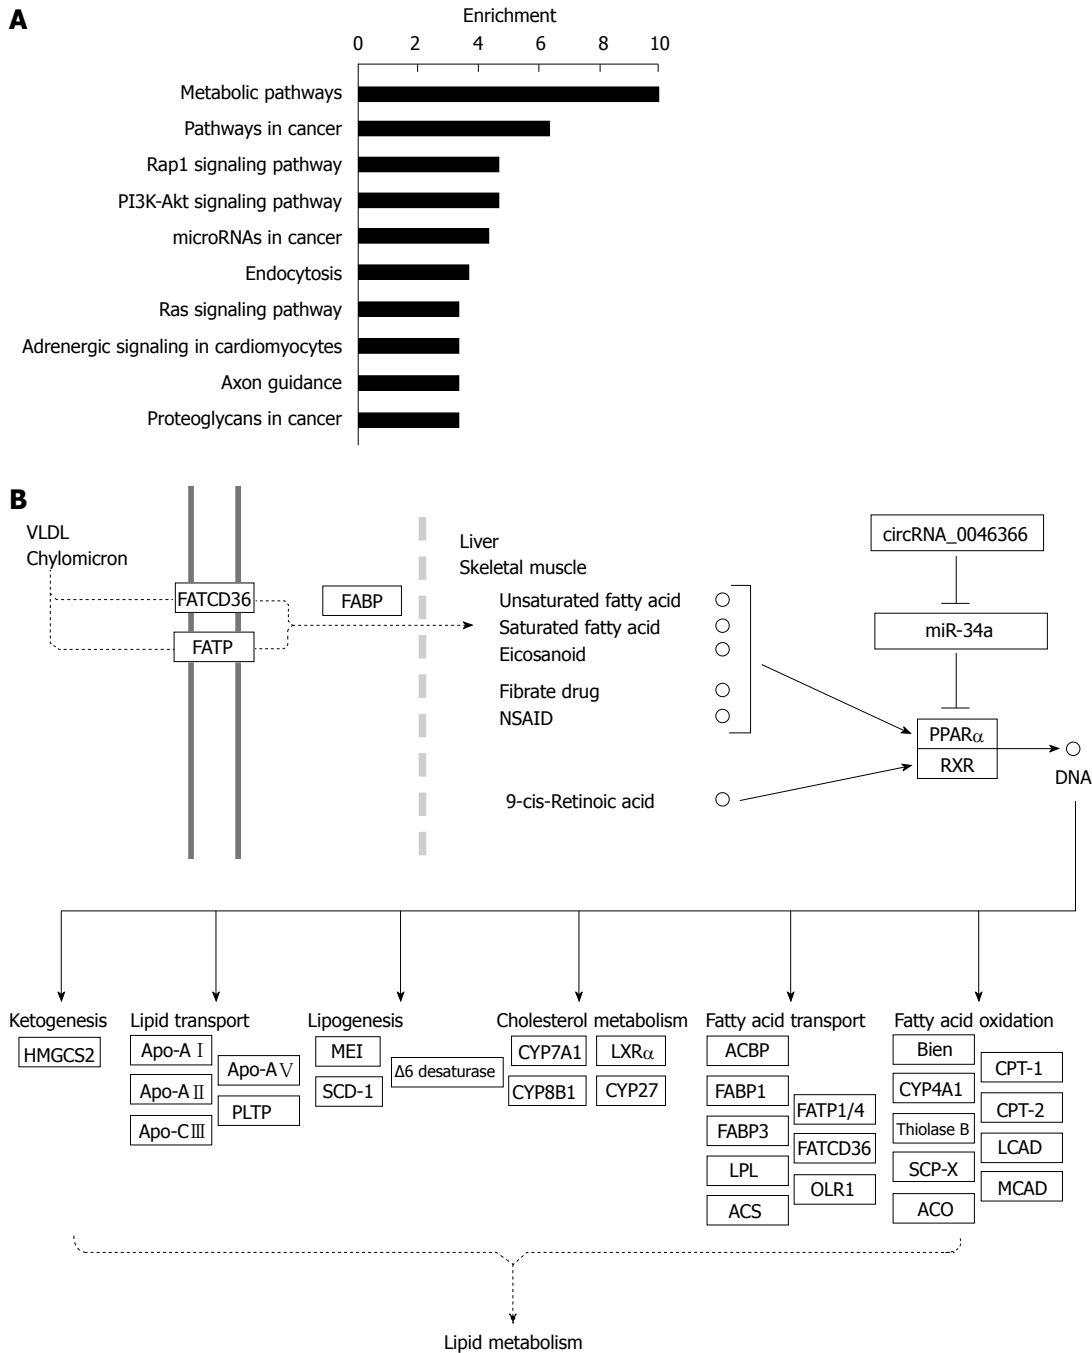 A
Enrichment
0 2 4 6 8 10
Metabolic pathways
Pathways in cancer
Rap1 signaling pathway
PI3K-Akt signaling pathway
microRNAs in cancer
Endocytosis
Ras signaling pathway
Adrenergic signaling in cardiomyocytes
Axon guidance
Proteoglycans in cancer
B
VLDL
Chylomicron
FATCD36
FATP
FABP
Liver
Skeletal muscle
Unsaturated fatty acid
Saturated fatty acid
Eicosanoid
Fibrate drug
NSAID
9-cis-Retinoic acid
circRNA_0046366
miR-34a
PPARα
RXR
DNA
Ketogenesis
HMGCS2
Lipid transport
Apo-AⅠ
Apo-AⅡ
Apo-CⅢ
Apo-AⅤ
PLTP
Lipogenesis
MEI
SCD-1
Δ6 desaturase
Cholesterol metabolism
CYP7A1
CYP8B1
LXRα
CYP27
Fatty acid transport
ACBP
FABP1
FABP3
LPL
ACS
FATP1/4
FATCD36
OLR1
Fatty acid oxidation
Bien
CYP4A1
Thiolase B
SCP-X
ACO
CPT-1
CPT-2
LCAD
MCAD
Lipid metabolism